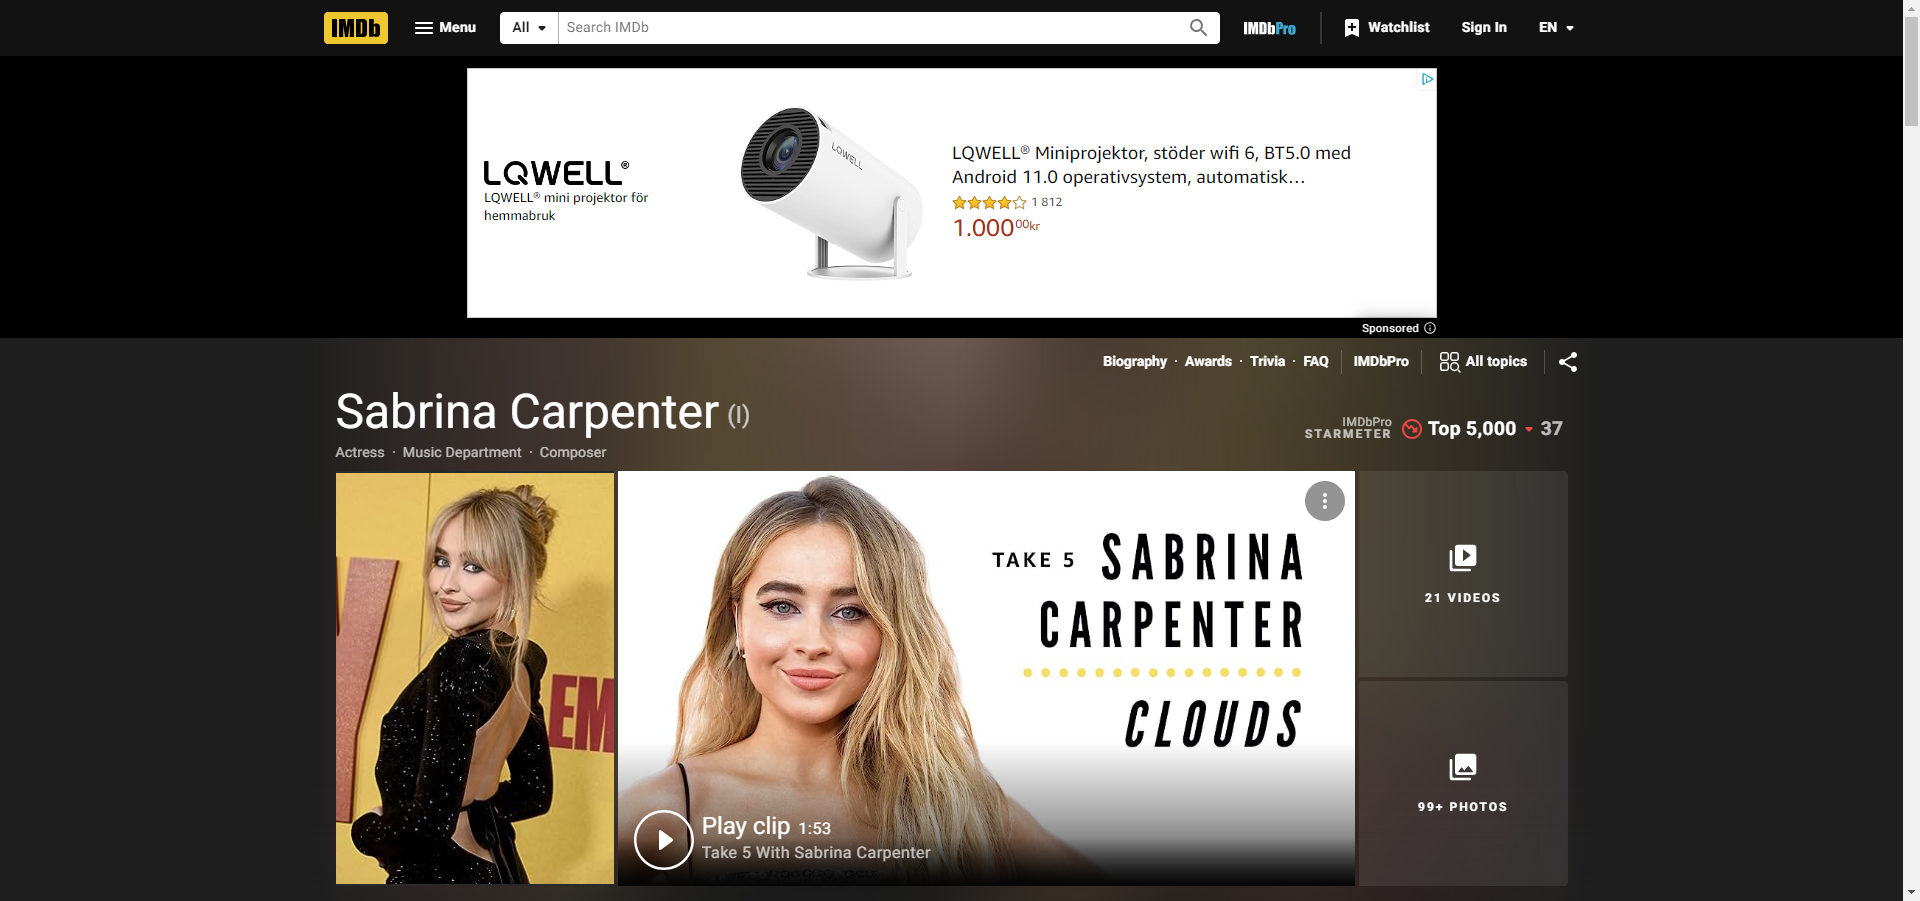 IMDb Menu All Search IMDb IMDbPro Watchlist Sign In EN
LQWELL®
LQWELL® mini projektor för
hemmabruk
LQWELL
LQWELL® Miniprojektor, stöder wifi 6, BT5.0 med
Android 11.0 operativsystem, automatisk…
1 812
1.000 00kr
Sponsored
Biography · Awards · Trivia · FAQ IMDbPro All topics
Sabrina Carpenter (I)
Actress · Music Department · Composer
IMDbPro
STARMETER
Top 5,000 37
EM
TAKE 5 SABRINA
CARPENTER
CLOUDS
Play clip 1:53
Take 5 With Sabrina Carpenter
21 VIDEOS
99+ PHOTOS